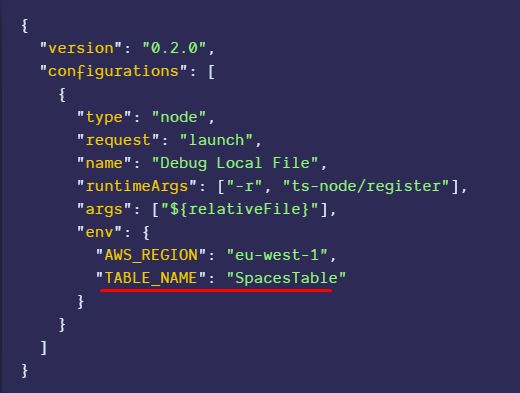 {
"version": "0.2.0",
"configurations": [
{
"type": "node",
"request": "launch",
"name": "Debug Local File",
"runtimeArgs": ["-r", "ts-node/register"],
"args": ["${relativeFile}"],
"env": {
"AWS_REGION": "eu-west-1",
"TABLE_NAME": "SpacesTable"
}
}
]
}